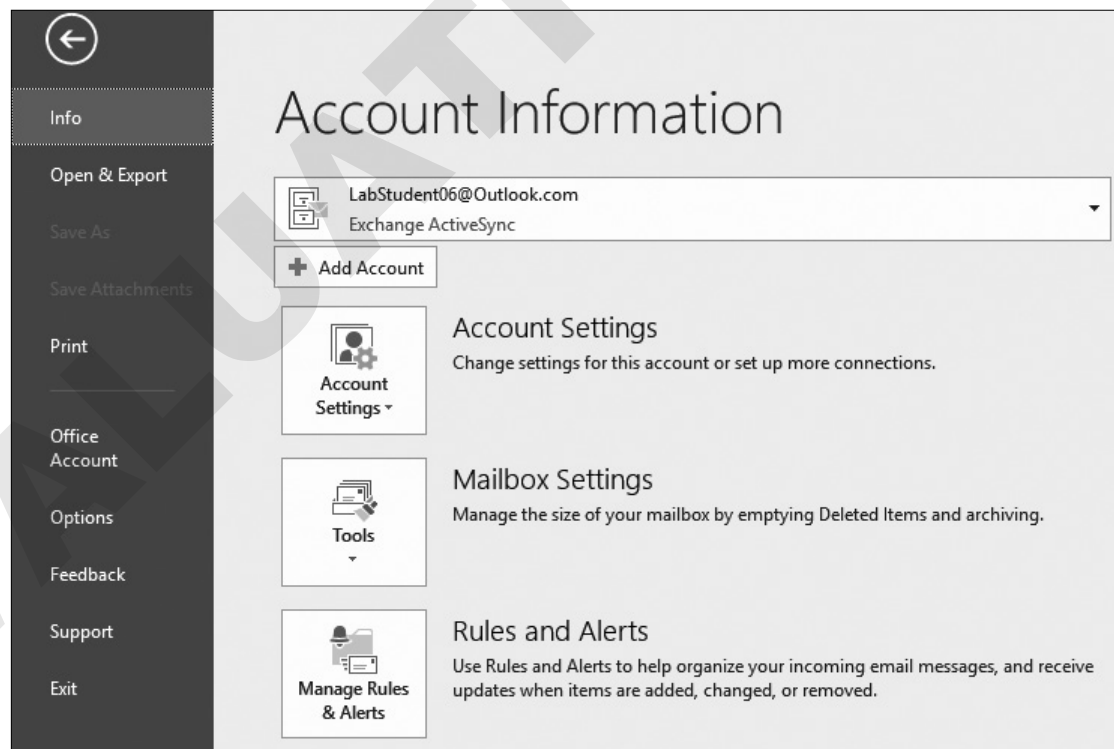 Info
Open & Export
Save As
Save Attachments
Print
Office
Account
Options
Feedback
Support
Exit
Account Information
LabStudent06@Outlook.com
Exchange ActiveSync
Add Account
Account
Settings
Account Settings
Change settings for this account or set up more connections.
Tools
Mailbox Settings
Manage the size of your mailbox by emptying Deleted Items and archiving.
Manage Rules
& Alerts
Rules and Alerts
Use Rules and Alerts to help organize your incoming email messages, and receive
updates when items are added, changed, or removed.
ALUATI